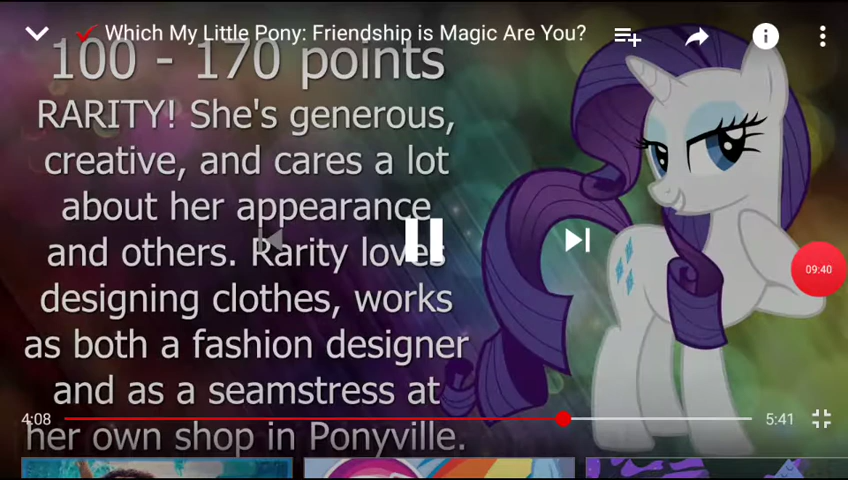 ✓ Which My Little Pony: Friendship is Magic Are You?
100 - 170 points
RARITY! She's generous,
creative, and cares a lot
about her appearance
and others. Rarity loves
designing clothes, works
as both a fashion designer
and as a seamstress at
her own shop in Ponyville.
09:40
4:08
5:41